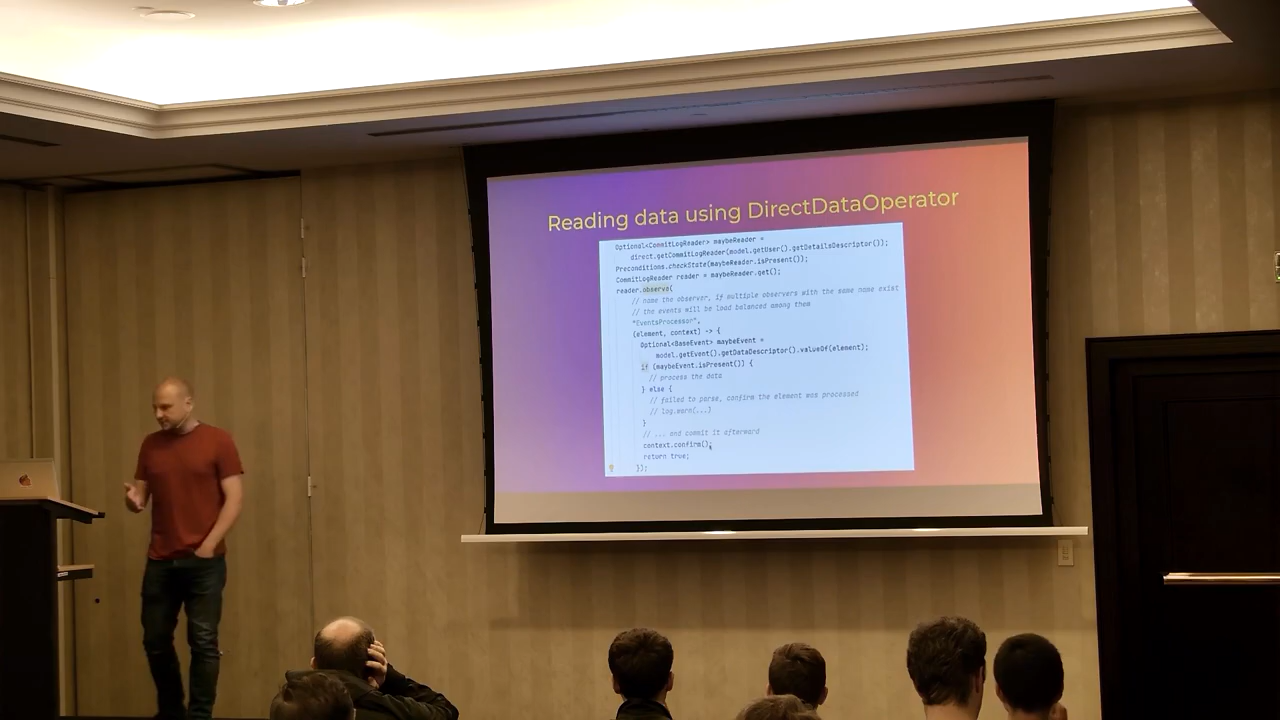 Reading data using DirectDataOperator
Optional<CommitLogReader> maybeReader =
direct.getCommitLogReader(model.getUser().getDetailsDescriptor());
Preconditions.checkState(maybeReader.isPresent());
CommitLogReader reader = maybeReader.get();
reader.observe(
// name the observer, if multiple observers with the same name exist
// the events will be load balanced among them
"EventsProcessor",
(element, context) -> {
Optional<BaseEvent> maybeEvent =
model.getEvent().getDataDescriptor().valueOf(element);
if (maybeEvent.isPresent()) {
// process the data
} else {
// failed to parse, confirm the element was processed
// log.warn(...)
}
// ... and commit it afterward
context.confirm();
return true;
});